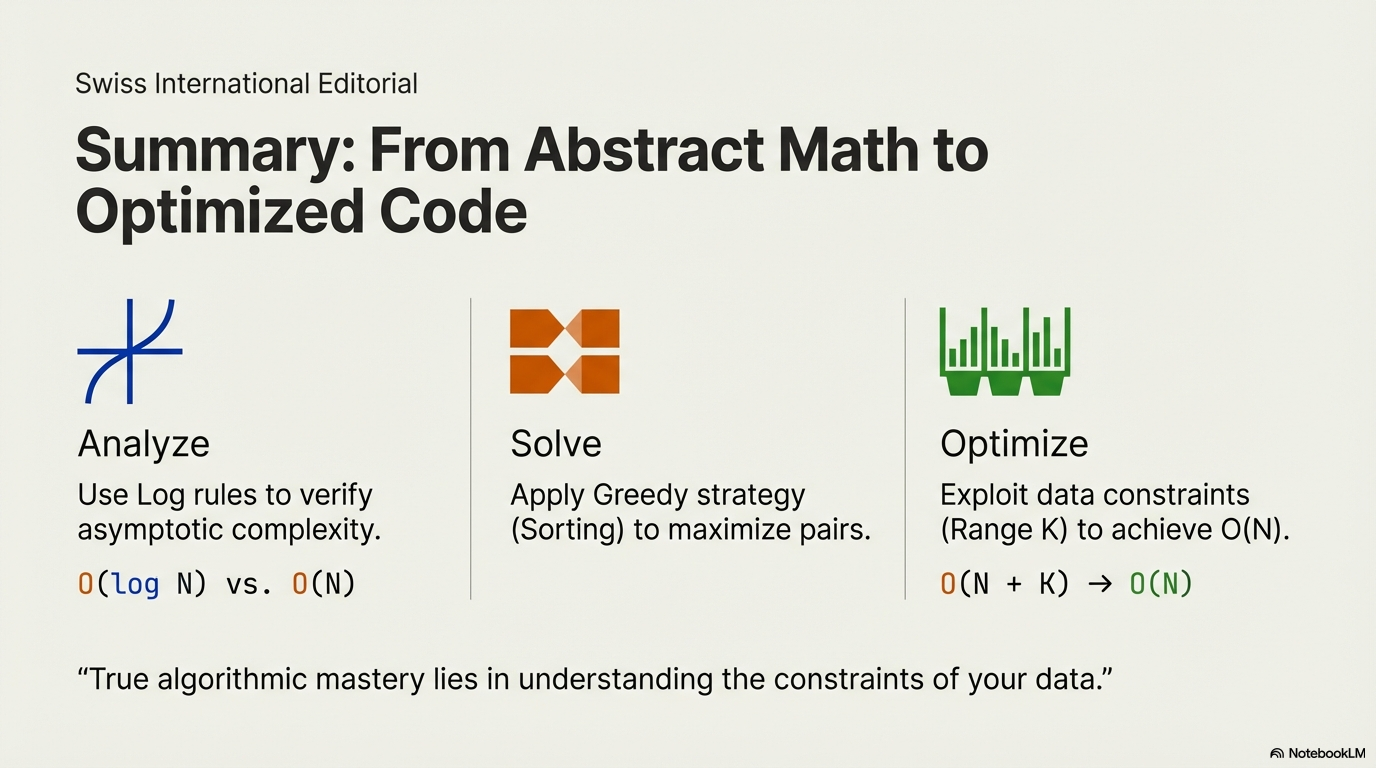 Swiss International Editorial
Summary: From Abstract Math to
Optimized Code
Analyze
Use Log rules to verify
asymptotic complexity.
O(log N) vs. O(N)
Solve
Apply Greedy strategy
(Sorting) to maximize pairs.
Optimize
Exploit data constraints
(Range K) to achieve O(N).
O(N + K) → O(N)
“True algorithmic mastery lies in understanding the constraints of your data.”
NotebookLM